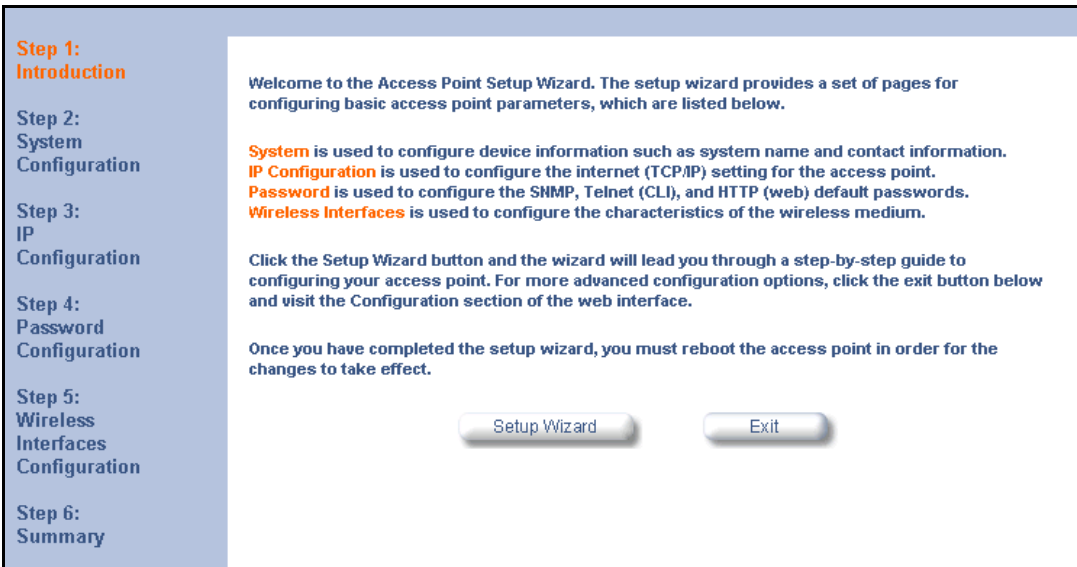 Step 1:
Introduction
Step 2:
System
Configuration
Step 3:
IP
Configuration
Step 4:
Password
Configuration
Step 5:
Wireless
Interfaces
Configuration
Step 6:
Summary
Welcome to the Access Point Setup Wizard. The setup wizard provides a set of pages for
configuring basic access point parameters, which are listed below.
System is used to configure device information such as system name and contact information.
IP Configuration is used to configure the internet (TCP/IP) setting for the access point.
Password is used to configure the SNMP, Telnet (CLI), and HTTP (web) default passwords.
Wireless Interfaces is used to configure the characteristics of the wireless medium.
Click the Setup Wizard button and the wizard will lead you through a step-by-step guide to
configuring your access point. For more advanced configuration options, click the exit button below
and visit the Configuration section of the web interface.
Once you have completed the setup wizard, you must reboot the access point in order for the
changes to take effect.
Setup Wizard
Exit